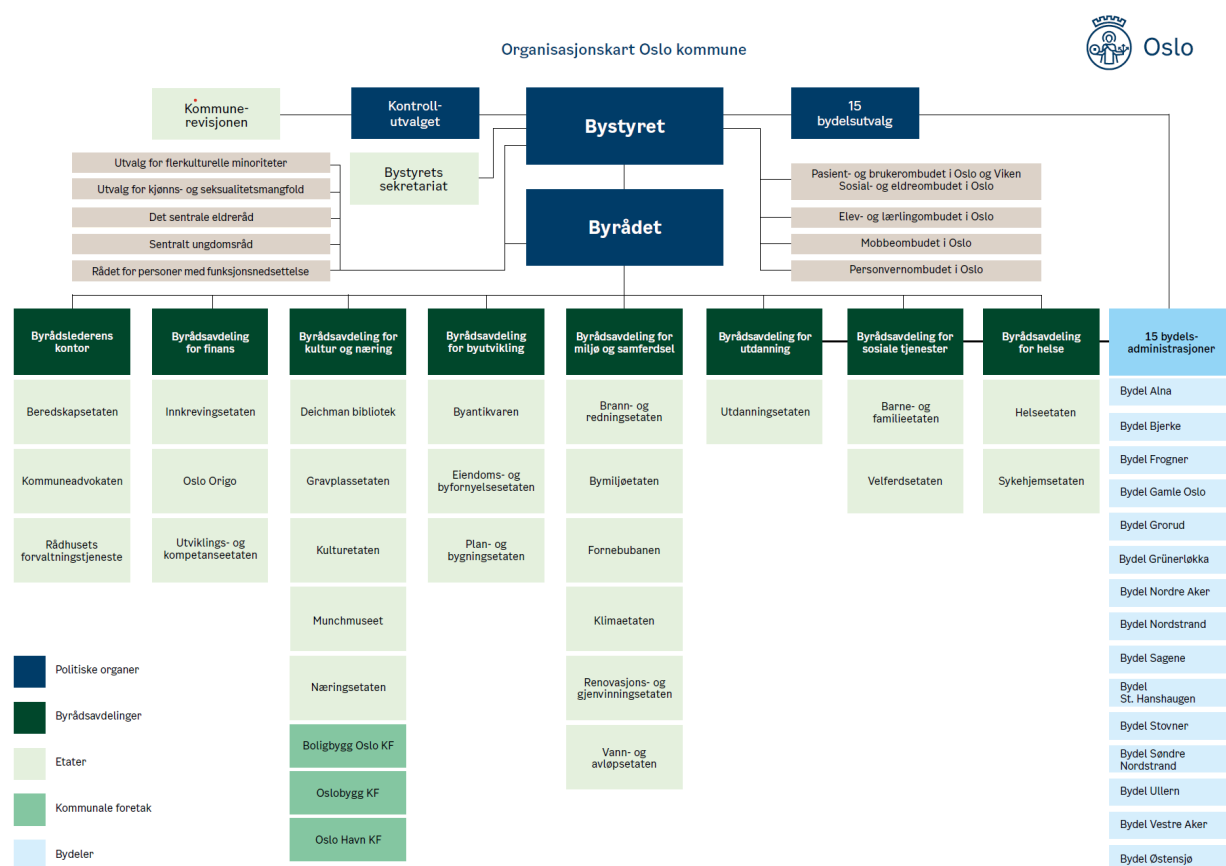 Organisasjonskart Oslo kommune
Oslo
Kommune-
revisjonen
Kontroll-
utvalget
Bystyret
15
bydelsutvalg
Utvalg for flerkulturelle minoriteter
Utvalg for kjønns- og seksualitetsmangfold
Det sentrale eldreråd
Sentralt ungdomsråd
Rådet for personer med funksjonsnedsettelse
Bystyrets
sekretariat
Byrådet
Pasient- og brukerombudet i Oslo og Viken
Sosial- og eldreombudet i Oslo
Elev- og lærlingombudet i Oslo
Mobbeombudet i Oslo
Personvernombudet i Oslo
Byrådslederens
kontor
Beredskapsetaten
Kommuneadvokaten
Rådhusets
forvaltningstjeneste
Byrådsavdeling
for finans
Innkrevingsetaten
Oslo Origo
Utviklings- og
kompetanseetaten
Byrådsavdeling for
kultur og næring
Deichman bibliotek
Gravplassetaten
Kulturetaten
Munchmuseet
Næringsetaten
Boligbygg Oslo KF
Oslobygg KF
Oslo Havn KF
Byrådsavdeling
for byutvikling
Byantikvaren
Eiendoms- og
byfornyelsesetaten
Plan- og
bygningsetaten
Byrådsavdeling for
miljø og samferdsel
Brann- og
redningsetaten
Bymiljøetaten
Fornebubanen
Klimaetaten
Renovasjons- og
gjenvinningsetaten
Vann- og
avløpsetaten
Byrådsavdeling for
utdanning
Utdanningsetaten
Byrådsavdeling for
sosiale tjenester
Barne- og
familieetaten
Velferdsetaten
Byrådsavdeling
for helse
Helseetaten
Sykehjemsetaten
15 bydels-
administrasjoner
Bydel Alna
Bydel Bjerke
Bydel Frogner
Bydel Gamle Oslo
Bydel Grorud
Bydel Grünerløkka
Bydel Nordre Aker
Bydel Nordstrand
Bydel Sagene
Bydel
St. Hanshaugen
Bydel Stovner
Bydel Søndre
Nordstrand
Bydel Ullern
Bydel Vestre Aker
Bydel Østensjø
Politiske organer
Byrådsavdelinger
Etater
Kommunale foretak
Bydeler